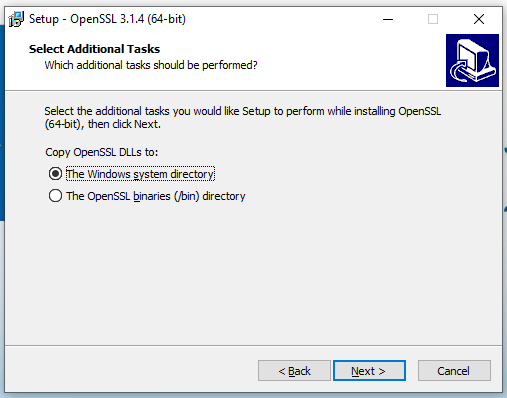 Setup - OpenSSL 3.1.4 (64-bit)
Select Additional Tasks
Which additional tasks should be performed?
Select the additional tasks you would like Setup to perform while installing OpenSSL
(64-bit), then click Next.
Copy OpenSSL DLLs to:
The Windows system directory
The OpenSSL binaries (/bin) directory
< Back
Next >
Cancel